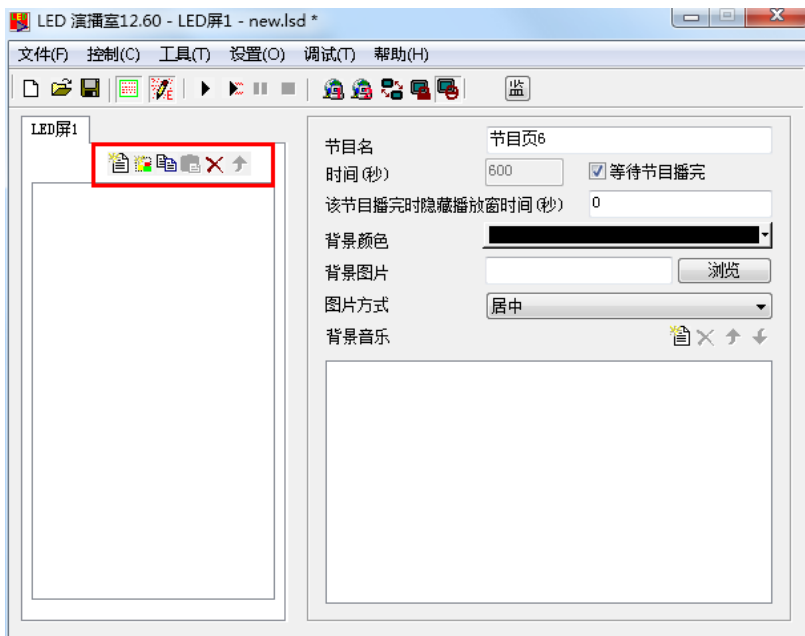 LED 演播室12.60 - LED屏1 - new.lsd *
文件(F) 控制(C) 工具(T) 设置(O) 调试(T) 帮助(H)
监
LED屏1
节目名 节目页6
时间(秒) 600 等待节目播完
该节目播完时隐藏播放窗时间(秒) 0
背景颜色
背景图片 浏览
图片方式 居中
背景音乐